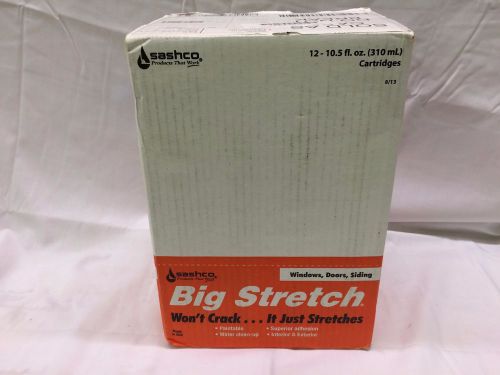 sashco
Products That Work
12 - 10.5 fl. oz. (310 mL)
Cartridges
8/13
sashco
Products That Work
Windows, Doors, Siding
Big Stretch
Won't Crack . . . It Just Stretches
• Paintable
• Superior adhesion
• Water clean-up
• Interior & Exterior